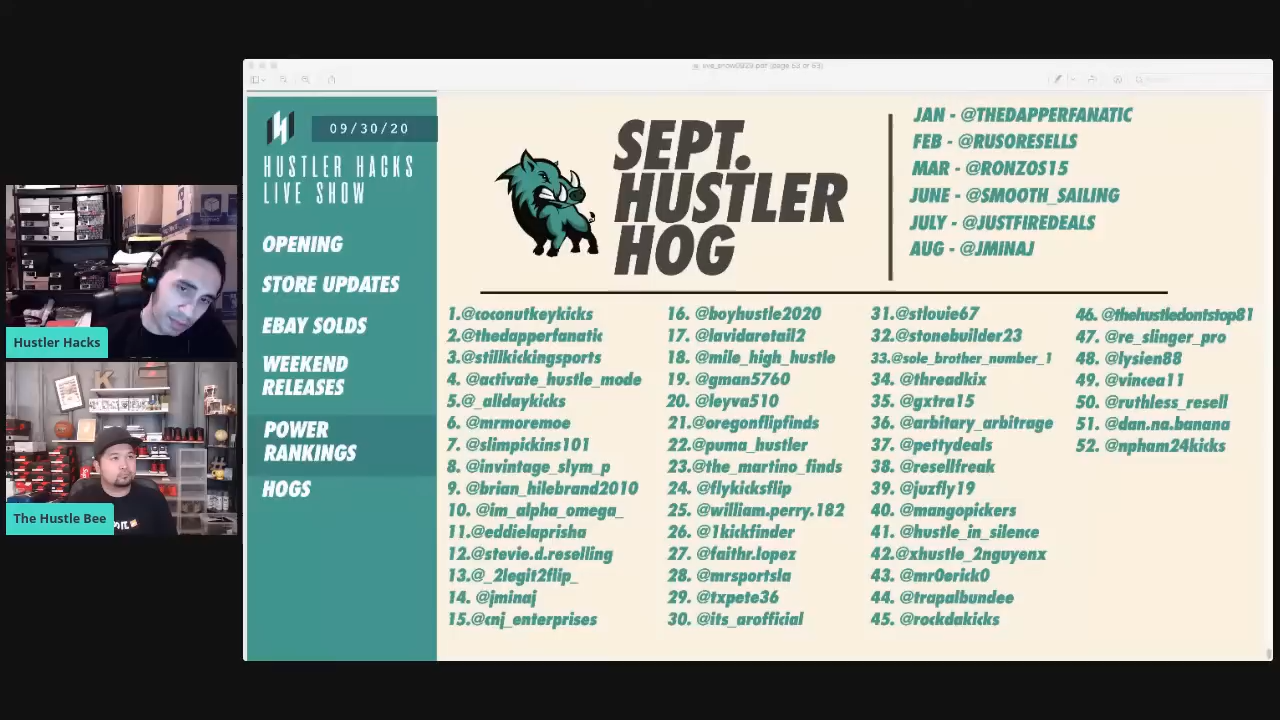 live_show0929.pdf (page 53 of 53)
Search
09/30/20
HUSTLER HACKS
LIVE SHOW
OPENING
STORE UPDATES
EBAY SOLDS
WEEKEND
RELEASES
POWER
RANKINGS
HOGS
Hustler Hacks
The Hustle Bee
SEPT.
HUSTLER
HOG
JAN - @THEDAPPERFANATIC
FEB - @RUSORESELLS
MAR - @RONZOS15
JUNE - @SMOOTH_SAILING
JULY - @JUSTFIREDEALS
AUG - @JMINAJ
1.@coconutkeykicks
2.@thedapperfanatic
3.@stillkickingsports
4. @activate_hustle_mode
5.@_alldaykicks
6. @mrmoremoe
7. @slimpickins101
8. @invintage_slym_p
9. @brian_hilebrand2010
10. @im_alpha_omega_
11.@eddielaprisha
12.@stevie.d.reselling
13.@_2legit2flip_
14. @jminaj
15.@cnj_enterprises
16. @boyhustle2020
17. @lavidaretail2
18. @mile_high_hustle
19. @gman5760
20. @leyva510
21.@oregonflipfinds
22.@puma_hustler
23.@the_martino_finds
24. @flykicksflip
25. @william.perry.182
26. @1kickfinder
27. @faithr.lopez
28. @mrsportsla
29. @txpete36
30. @its_arofficial
31.@stlouie67
32.@stonebuilder23
33.@sole_brother_number_1
34. @threadkix
35. @gxtra15
36. @arbitary_arbitrage
37. @pettydeals
38. @resellfreak
39. @juzfly19
40. @mangopickers
41. @hustle_in_silence
42.@xhustle_2nguyenx
43. @mr0erick0
44. @trapalbundee
45. @rockdakicks
46. @thehustledontstop81
47. @re_slinger_pro
48. @lysien88
49. @vincea11
50. @ruthless_resell
51. @dan.na.banana
52. @npham24kicks